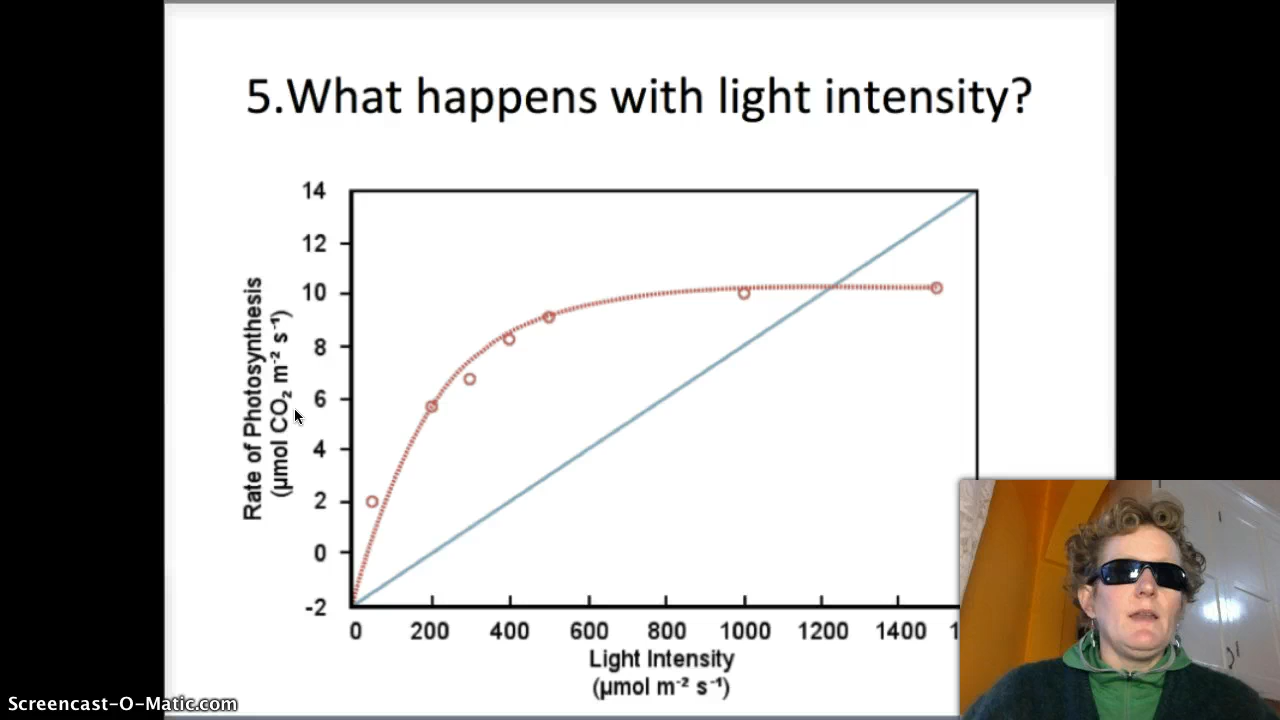 5.What happens with light intensity?
14
12
10
8
6
4
2
0
-2
Rate of Photosynthesis
(µmol CO₂ m⁻² s⁻¹)
0 200 400 600 800 1000 1200 1400
Light Intensity
(µmol m⁻² s⁻¹)
Screencast-O-Matic.com